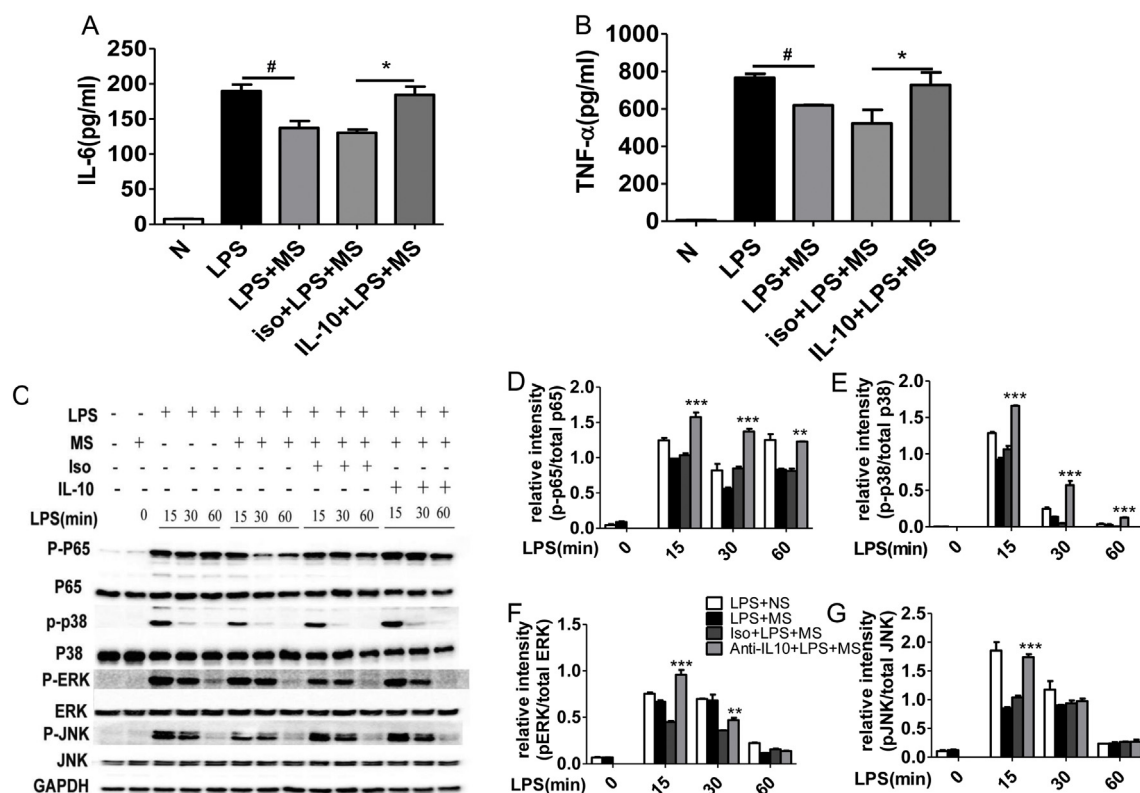 A
IL-6(pg/ml)
250
200
150
100
50
0
#
*
N
LPS
LPS+MS
iso+LPS+MS
IL-10+LPS+MS
B
TNF-α(pg/ml)
1000
800
600
400
200
0
#
*
N
LPS
LPS+MS
iso+LPS+MS
IL-10+LPS+MS
C
LPS - - + + + + + + + + + + + +
MS - + - - - + + + + + + + + +
Iso - - - - - - - - + + + - - -
IL-10 - - - - - - - - - - - + + +
LPS(min) 0 15 30 60 15 30 60 15 30 60 15 30 60
P-P65
P65
p-p38
P38
P-ERK
ERK
P-JNK
JNK
GAPDH
D
relative intensity
(p-p65/total p65)
2.0
1.5
1.0
0.5
0.0
*** *** **
LPS(min) 0 15 30 60
E
relative intensity
(p-p38/total p38)
2.0
1.5
1.0
0.5
0.0
*** *** ***
LPS(min) 0 15 30 60
F
relative intensity
(pERK/total ERK)
1.5
1.0
0.5
0.0
*** **
LPS(min) 0 15 30 60
LPS+NS
LPS+MS
Iso+LPS+MS
Anti-IL10+LPS+MS
G
relative intensity
(pJNK/total JNK)
2.5
2.0
1.5
1.0
0.5
0.0
***
LPS(min) 0 15 30 60